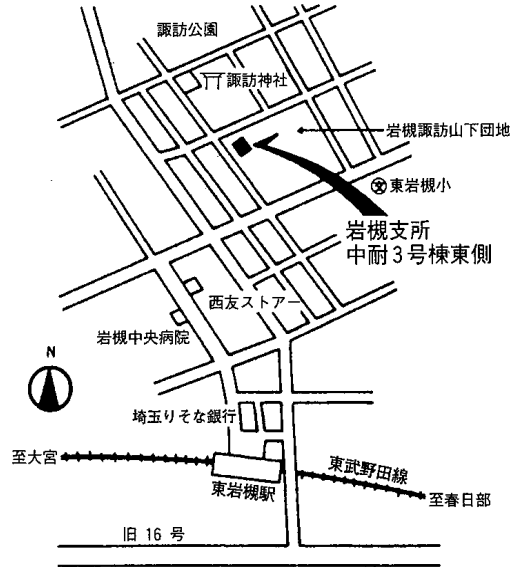 諏訪公園
諏訪神社
岩槻諏訪山下団地
東岩槻小
岩槻支所
中耐3号棟東側
西友ストアー
岩槻中央病院
N
埼玉りそな銀行
至大宮
東武野田線
東岩槻駅
至春日部
旧16号